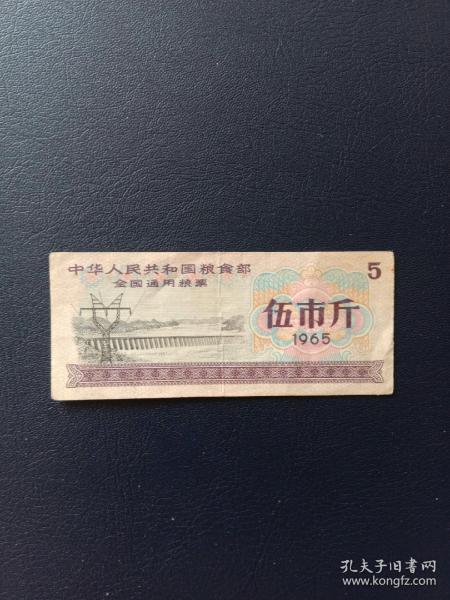 中华人民共和国粮食部
全国通用粮票
5
伍市斤
1965
孔夫子旧书网
www.kongfz.com